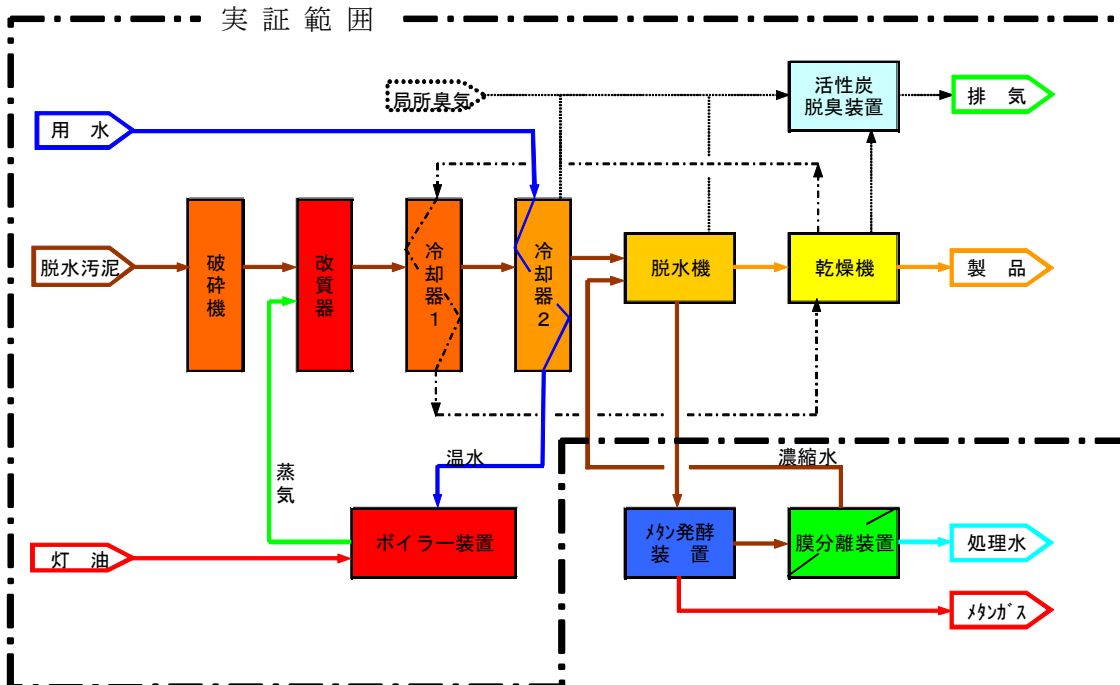 実証範囲
局所臭気
活性炭
脱臭装置
排気
用水
脱水汚泥
破砕機
改質器
冷却器1
冷却器2
脱水機
乾燥機
製品
温水
濃縮水
蒸気
灯油
ボイラー装置
ﾒﾀﾝ発酵
装置
膜分離装置
処理水
ﾒﾀﾝｶﾞｽ